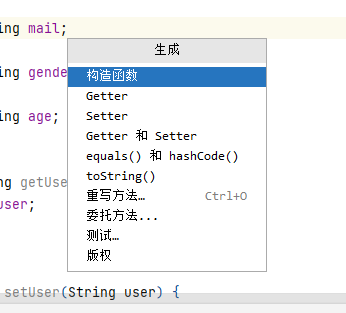 ing mail;
生成
构造函数
ing gende
Getter
Setter
ing age;
Getter 和 Setter
equals() 和 hashCode()
toString()
ng getUse
重写方法… Ctrl+O
user;
委托方法...
测试…
版权
setUser(String user) {